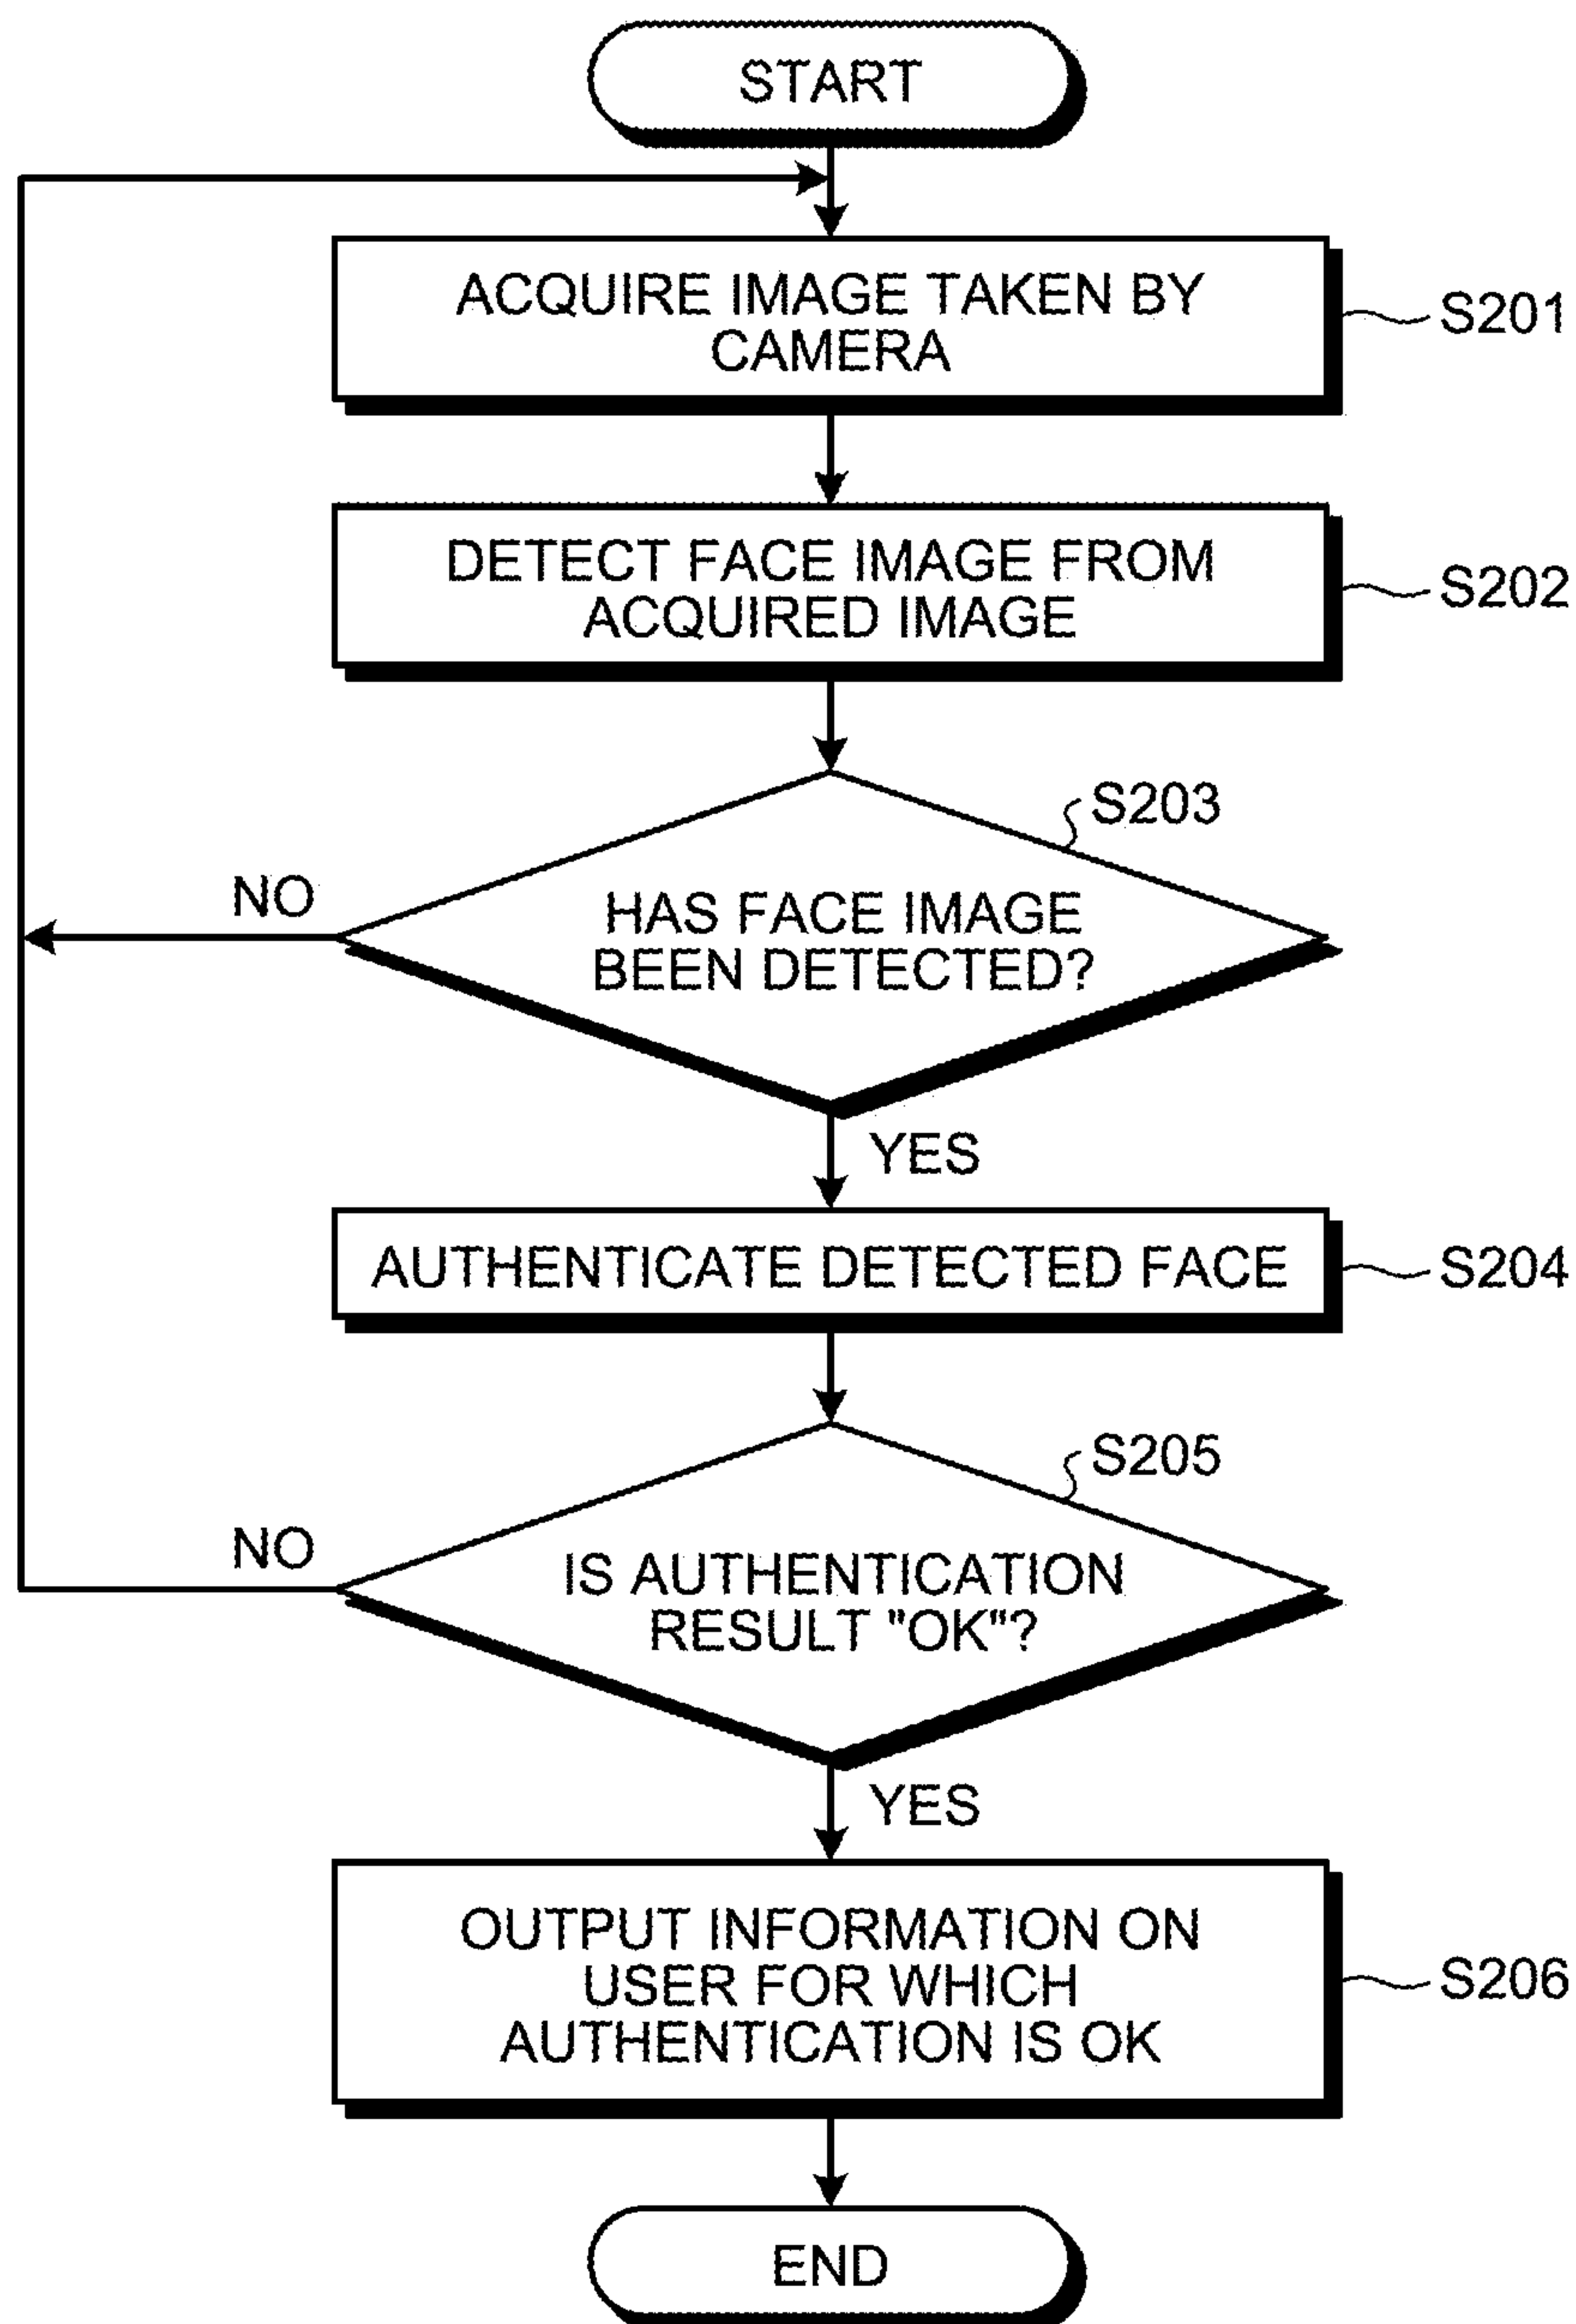 START
ACQUIRE IMAGE TAKEN BY
CAMERA
S201
DETECT FACE IMAGE FROM
ACQUIRED IMAGE
S202
S203
NO
HAS FACE IMAGE
BEEN DETECTED?
YES
AUTHENTICATE DETECTED FACE
S204
S205
NO
IS AUTHENTICATION
RESULT "OK"?
YES
OUTPUT INFORMATION ON
USER FOR WHICH
AUTHENTICATION IS OK
S206
END